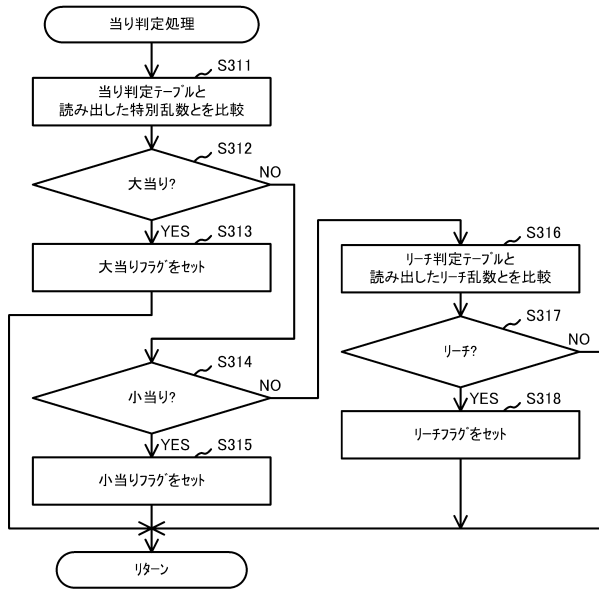 当り判定処理
S311
当り判定テーブルと
読み出した特別乱数とを比較
S312
大当り?
NO
YES
S313
大当りフラグをセット
S314
小当り?
NO
YES
S315
小当りフラグをセット
S316
リーチ判定テーブルと
読み出したリーチ乱数とを比較
S317
リーチ?
NO
YES
S318
リーチフラグをセット
リターン